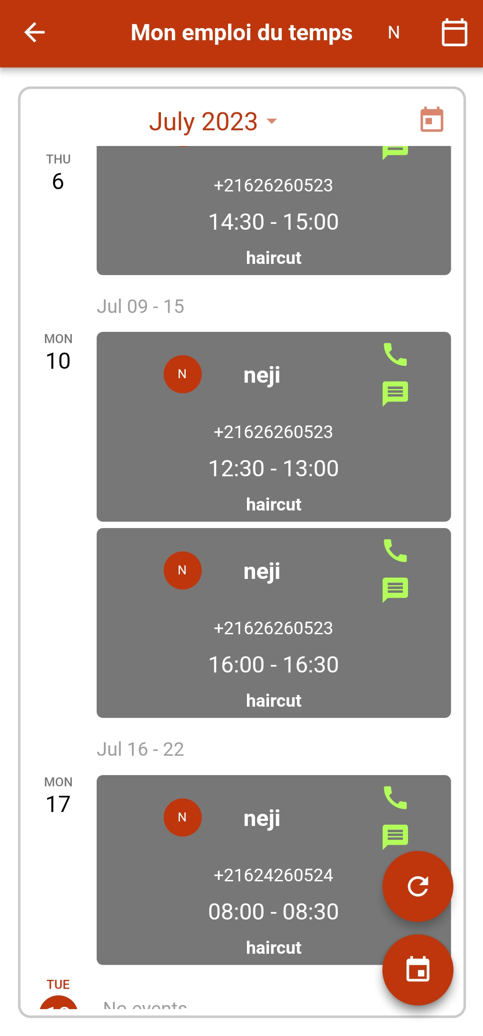 Mon emploi du temps N
July 2023
THU
6
+21626260523
14:30 - 15:00
haircut
Jul 09 - 15
MON
10
N neji
+21626260523
12:30 - 13:00
haircut
N neji
+21626260523
16:00 - 16:30
haircut
Jul 16 - 22
MON
17
N neji
+21624260524
08:00 - 08:30
haircut
TUE
No events